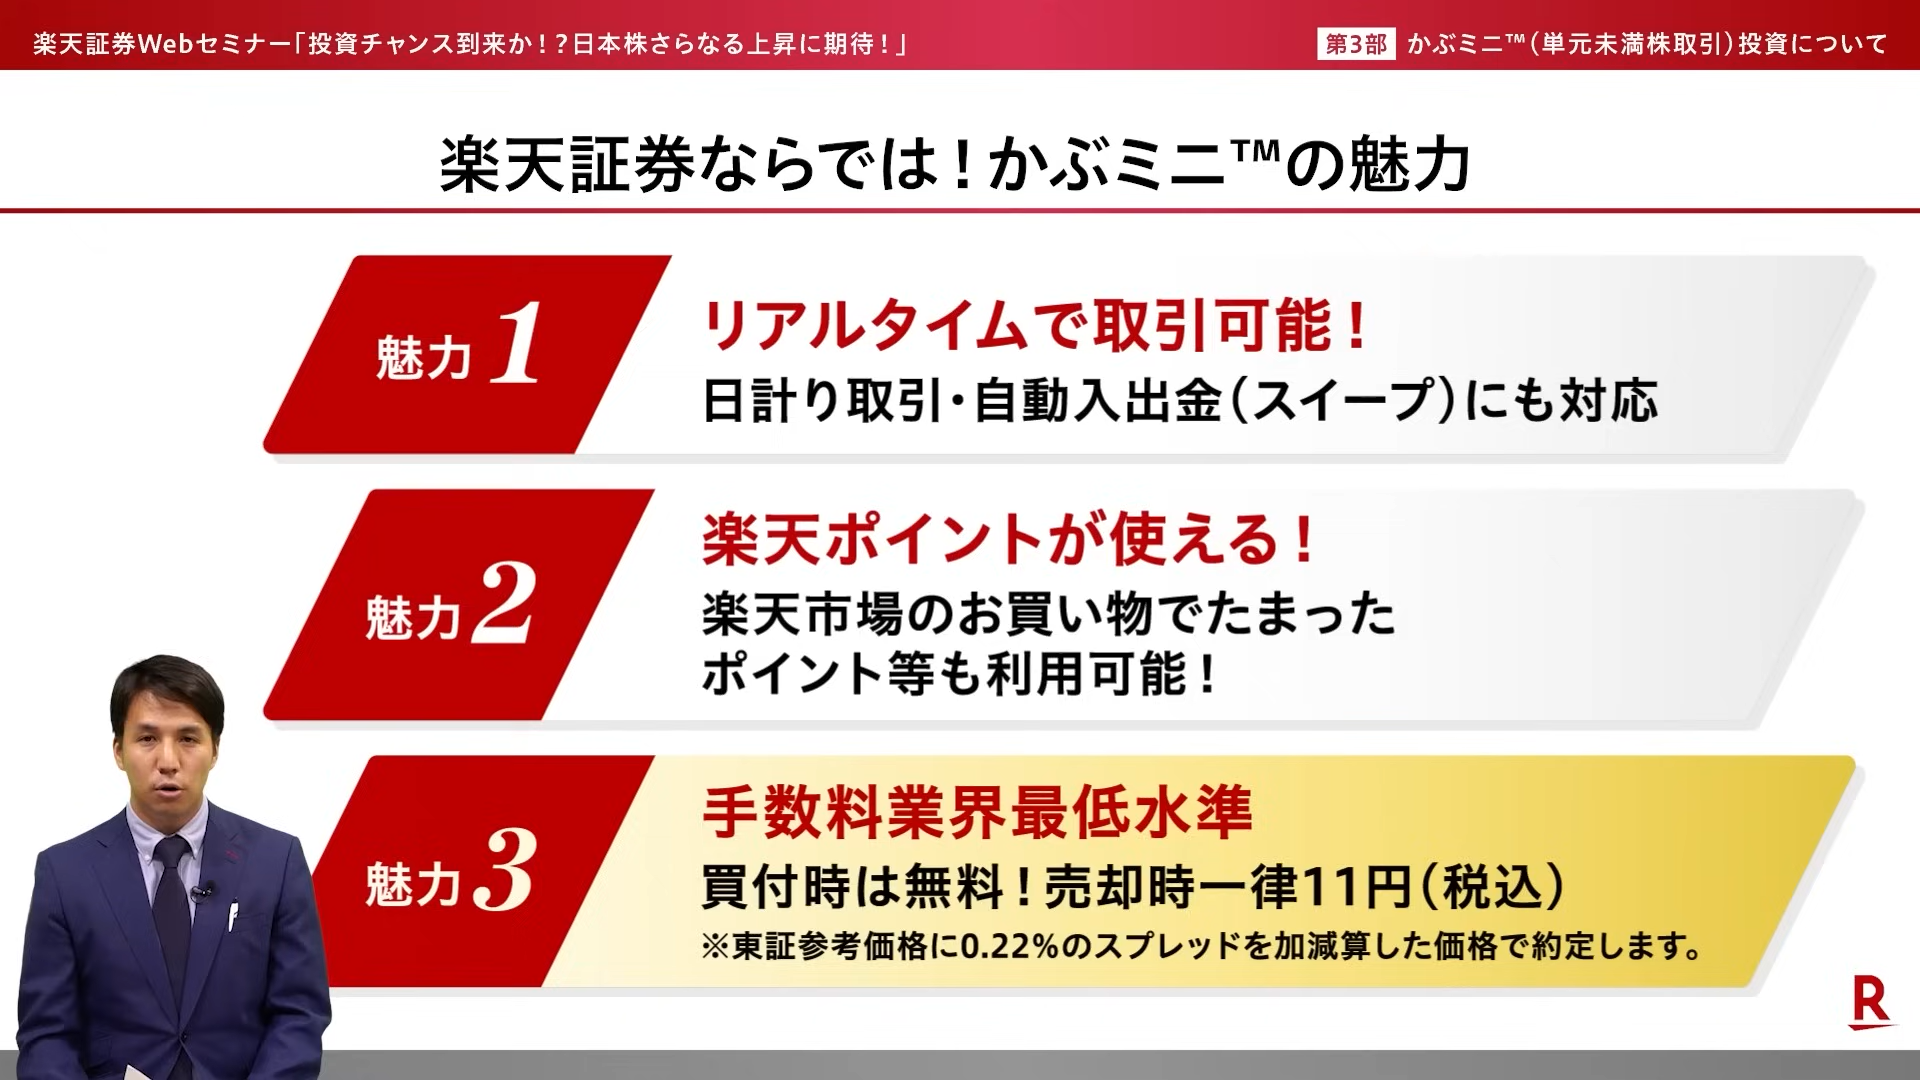 楽天証券Webセミナー「投資チャンス到来か！？日本株さらなる上昇に期待！」
第3部 かぶミニ™（単元未満株取引）投資について
楽天証券ならでは！かぶミニ™の魅力
魅力1
リアルタイムで取引可能！
日計り取引・自動入出金（スイープ）にも対応
魅力2
楽天ポイントが使える！
楽天市場のお買い物でたまった
ポイント等も利用可能！
魅力3
手数料業界最低水準
買付時は無料！売却時一律11円（税込）
※東証参考価格に0.22%のスプレッドを加減算した価格で約定します。
R